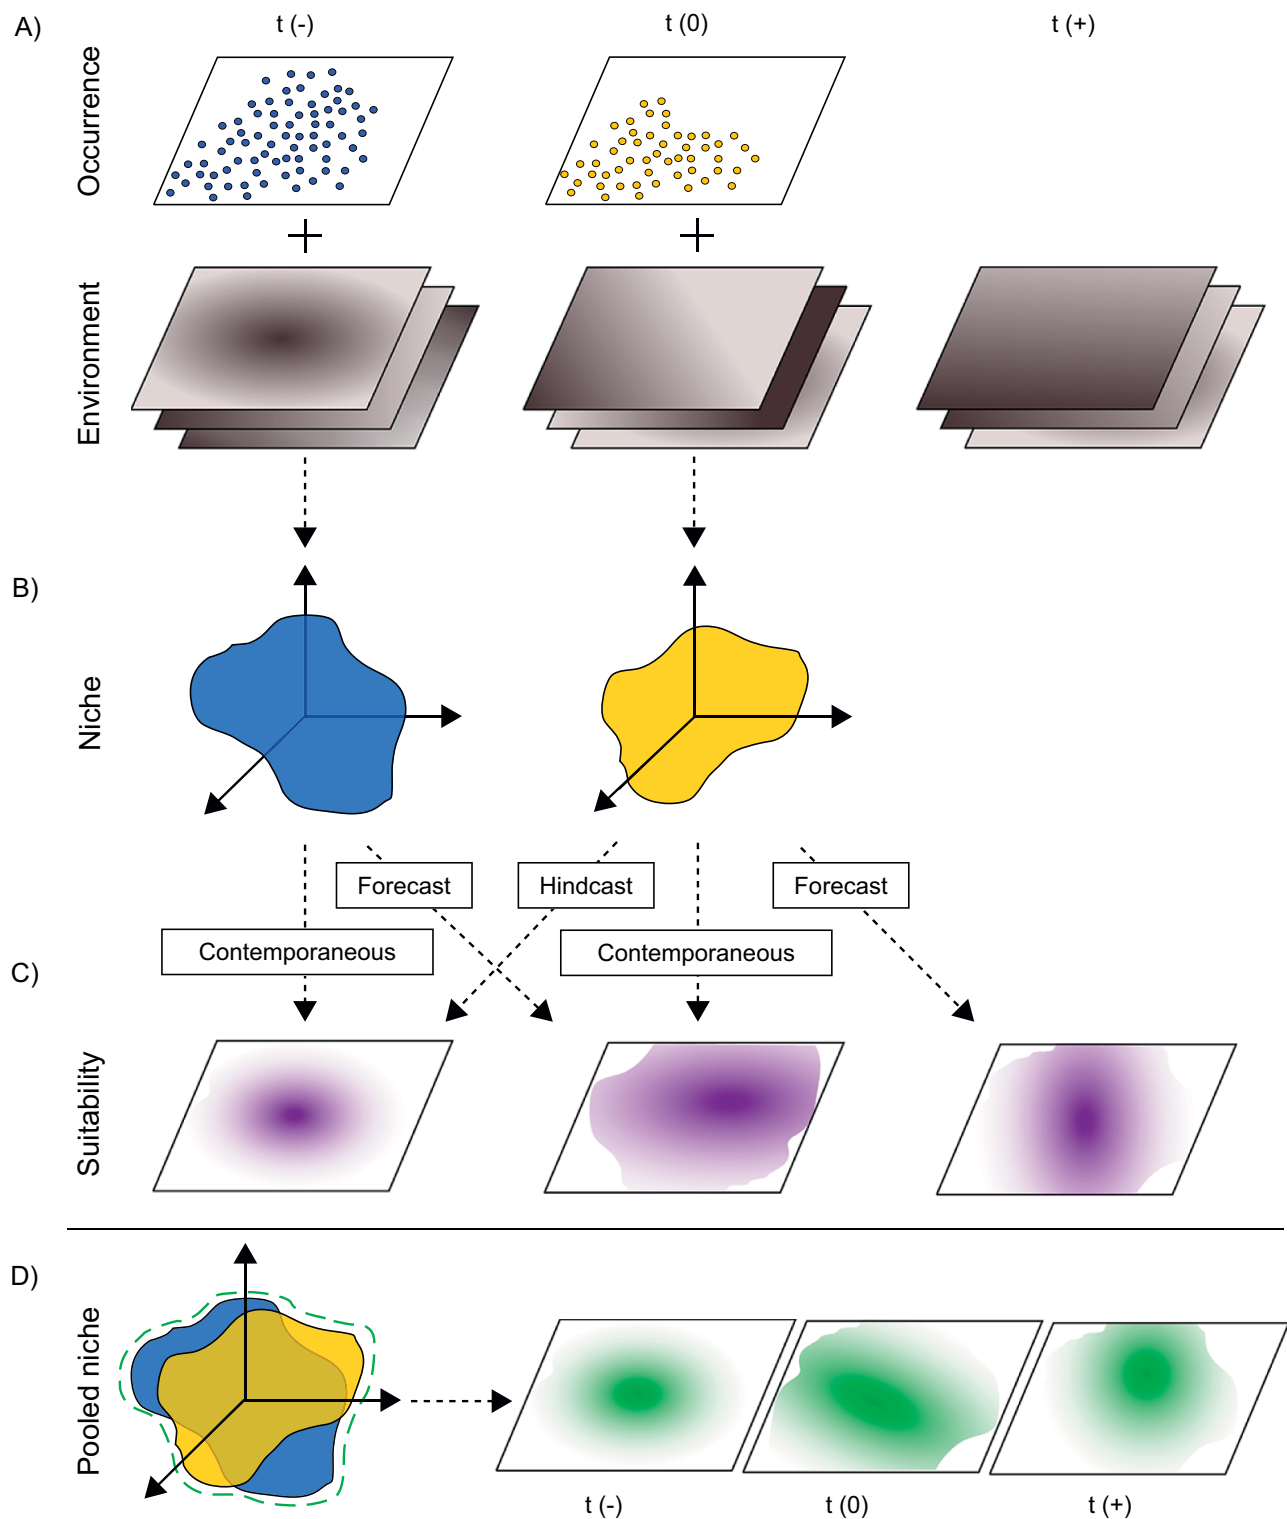 A)
t (-)
t (0)
t (+)
Occurrence
Environment
B)
Niche
Forecast
Hindcast
Forecast
Contemporaneous
Contemporaneous
C)
Suitability
D)
Pooled niche
t (-)
t (0)
t (+)